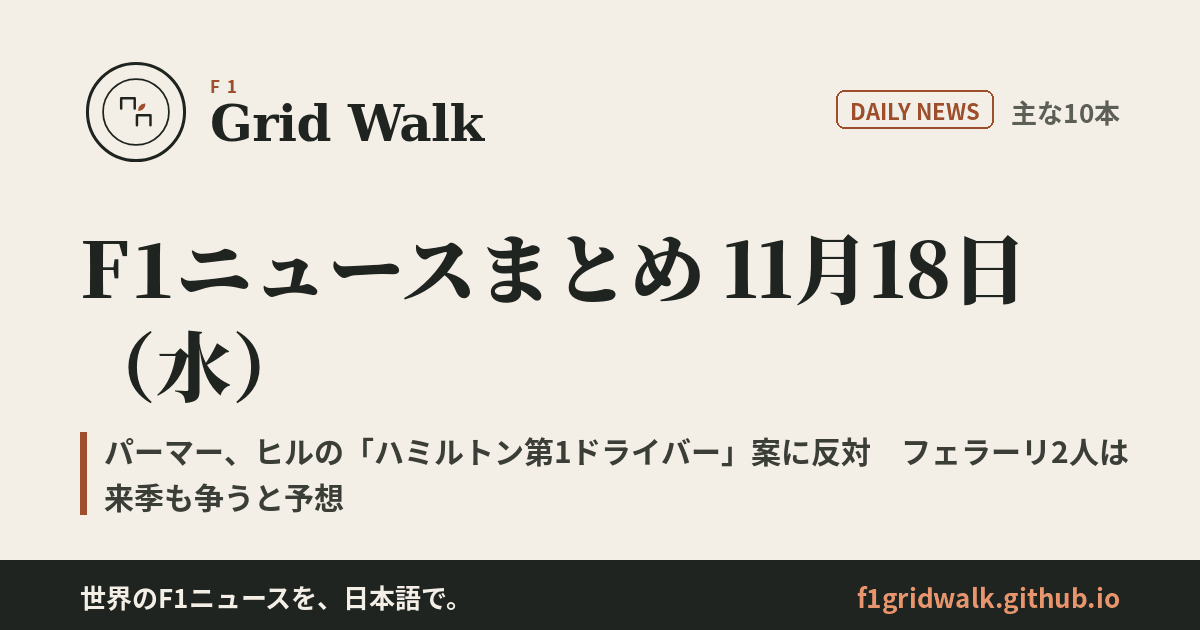 F1
Grid Walk
DAILY NEWS 主な10本
F1ニュースまとめ 11月18日
（水）
パーマー、ヒルの「ハミルトン第1ドライバー」案に反対　フェラーリ2人は
来季も争うと予想
世界のF1ニュースを、日本語で。
f1gridwalk.github.io